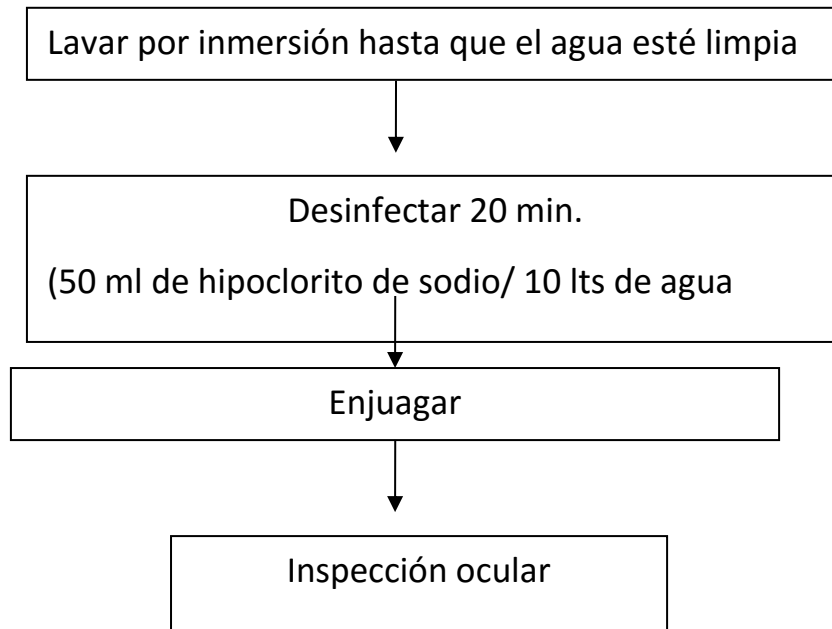 Lavar por inmersión hasta que el agua esté limpia
Desinfectar 20 min.
(50 ml de hipoclorito de sodio/ 10 lts de agua
Enjuagar
Inspección ocular